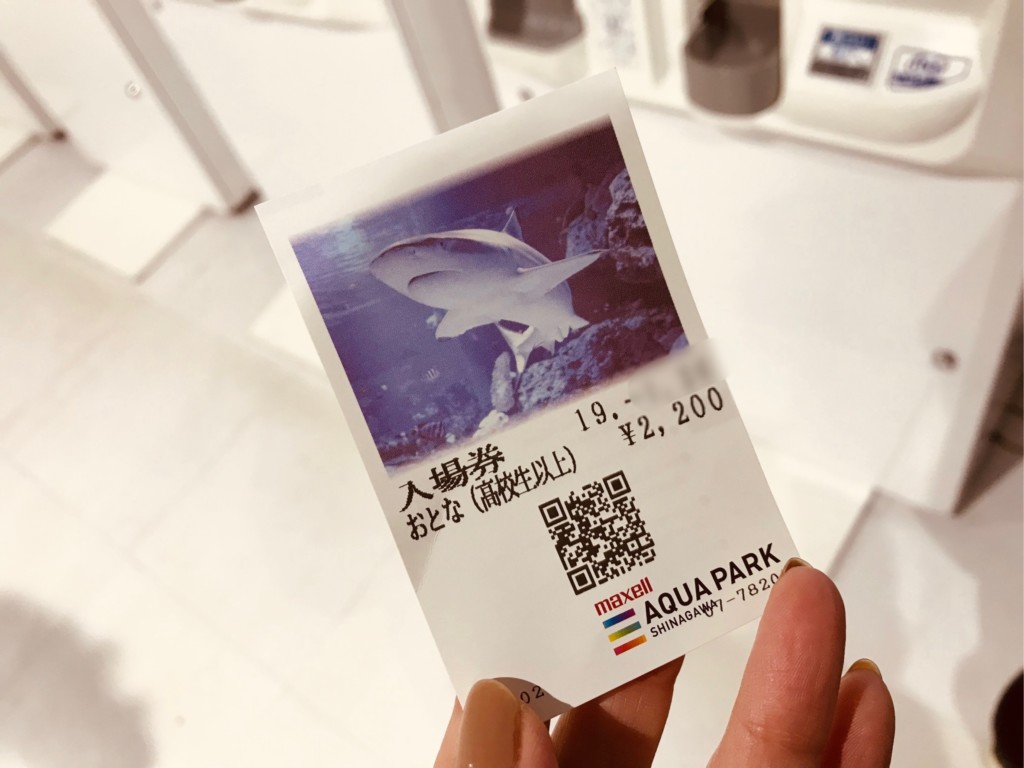 19.-
¥2,200
入場券
おとな (高校生以上)
maxell
AQUA PARK
SHINAGAWA
07-7820
02